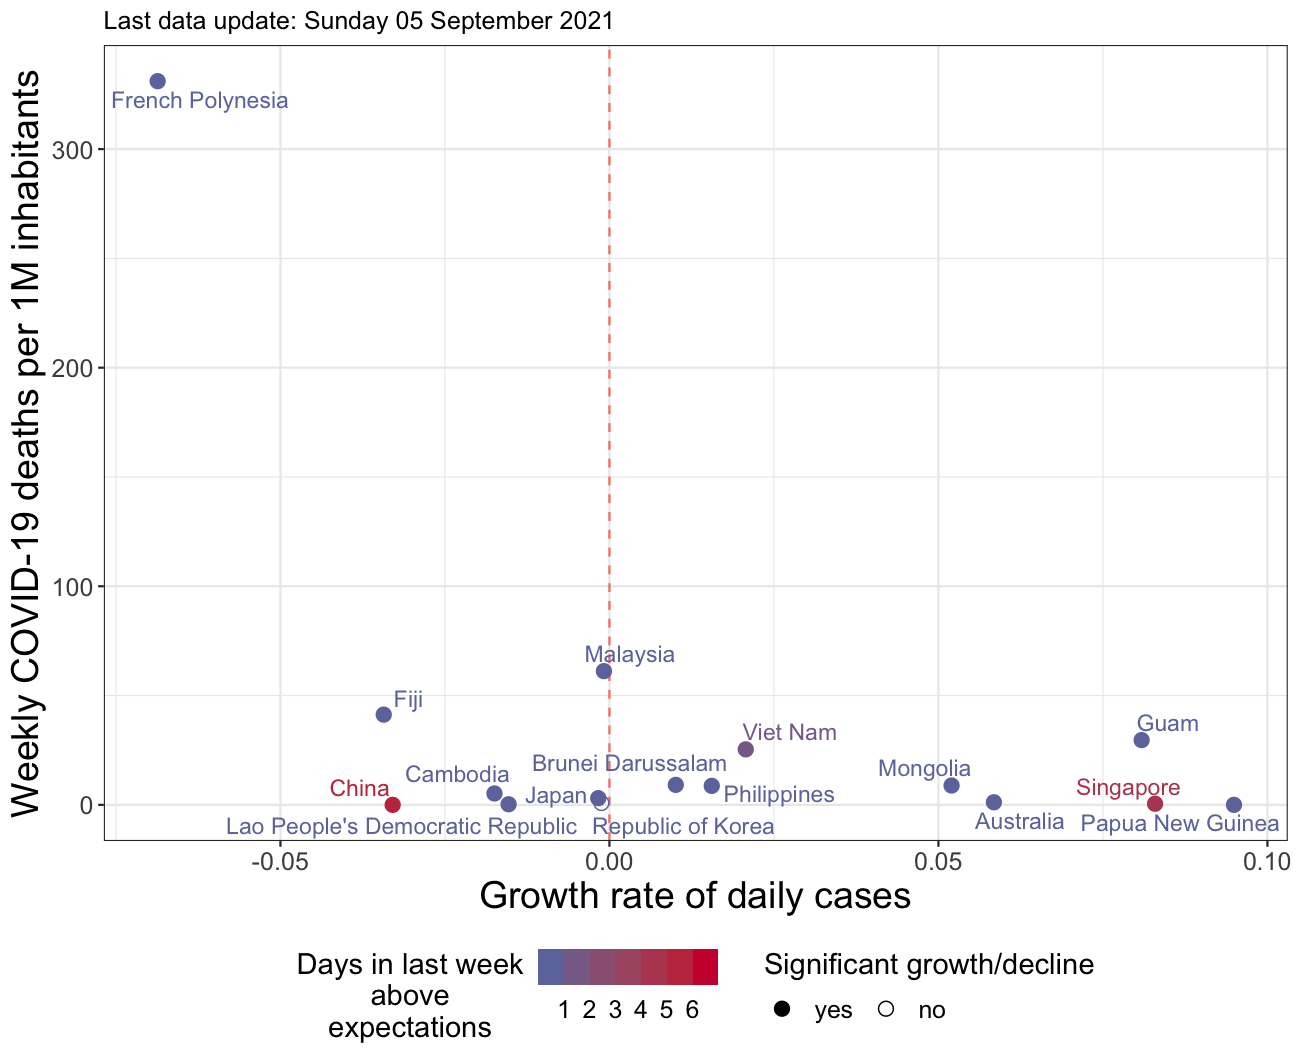 Last data update: Sunday 05 September 2021
Weekly COVID-19 deaths per 1M inhabitants
300
200
100
0
French Polynesia
Malaysia
Fiji
Guam
Viet Nam
Brunei Darussalam
Mongolia
Cambodia
China
Singapore
Japan
Philippines
Australia
Papua New Guinea
Lao People's Democratic Republic
Republic of Korea
-0.05
0.00
0.05
0.10
Growth rate of daily cases
Days in last week
above
expectations
1 2 3 4 5 6
Significant growth/decline
yes
no